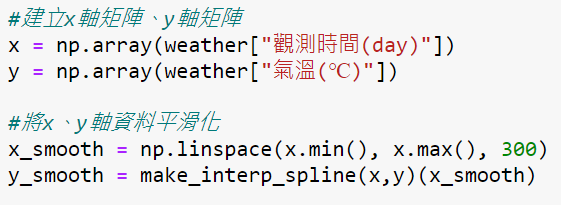 #建立x軸矩陣、y軸矩陣
x = np.array(weather["觀測時間(day)"])
y = np.array(weather["氣溫(℃)"])
#將x、y軸資料平滑化
x_smooth = np.linspace(x.min(), x.max(), 300)
y_smooth = make_interp_spline(x,y)(x_smooth)